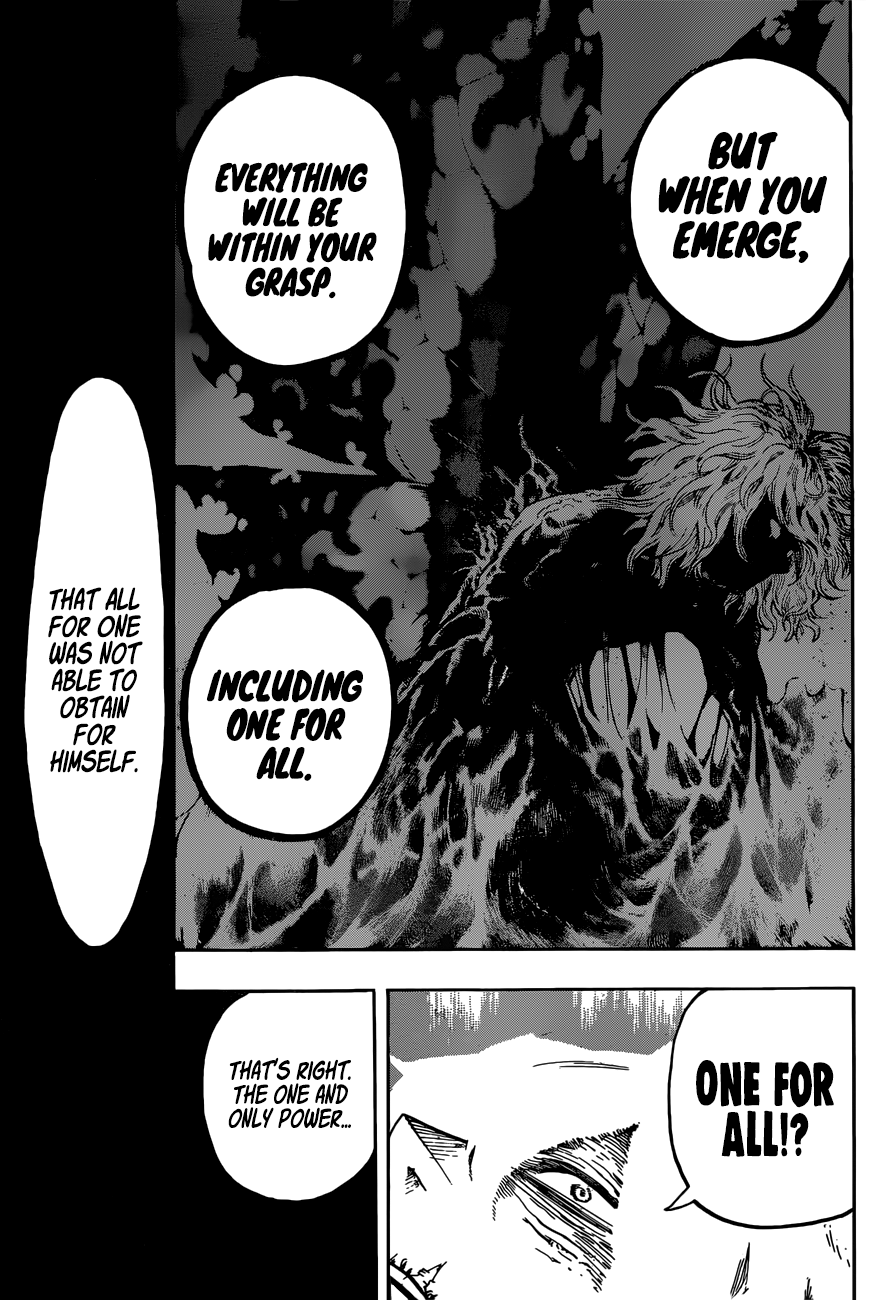 BUT
WHEN YOU
EMERGE,
EVERYTHING
WILL BE
WITHIN YOUR
GRASP.
INCLUDING
ONE FOR
ALL.
ONE FOR
ALL!?
THAT'S RIGHT.
THE ONE AND
ONLY POWER...
THAT ALL
FOR ONE
WAS NOT
ABLE TO
OBTAIN
FOR
HIMSELF.